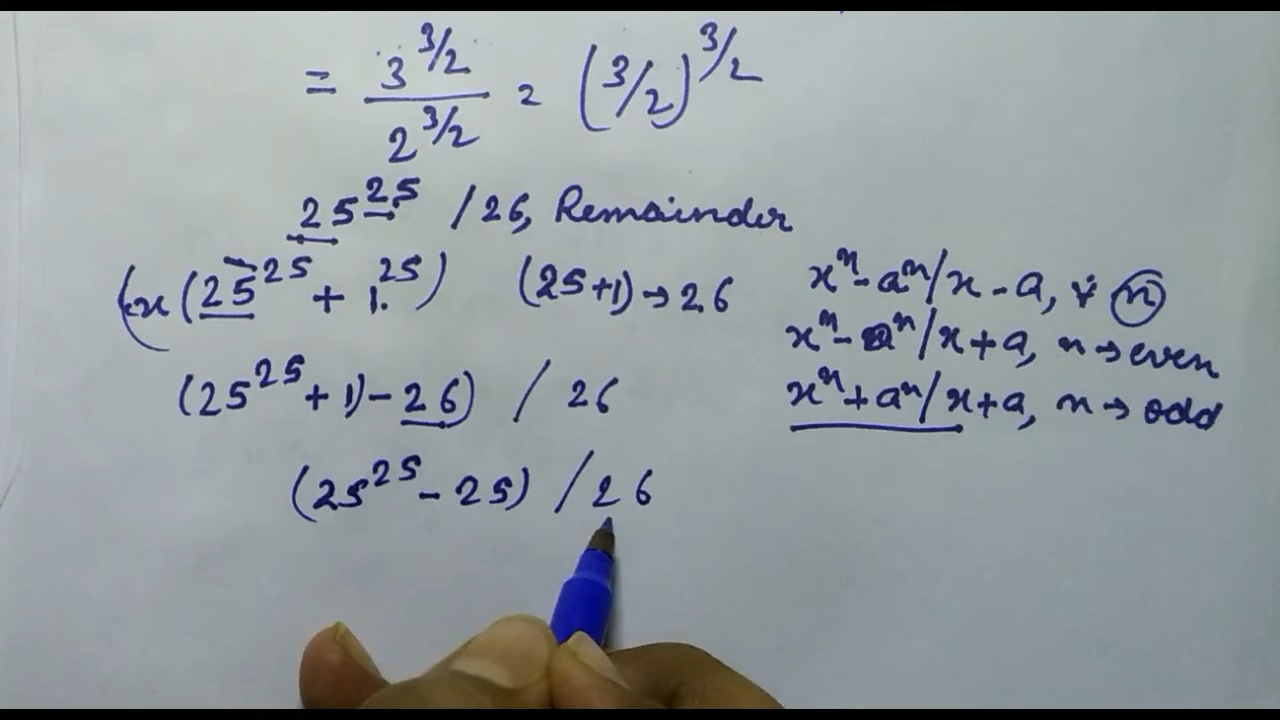 = 3^3/2 / 2^3/2 = (3/2)^3/2
25^25 /26, Remainder
(25^25 + 1^25) (25+1) → 26
(25^25 + 1) - 26) / 26
(25^25 - 25) / 26
x^n - a^n / x - a, ∀ n
x^n - a^n / x + a, n → even
x^n + a^n / x + a, n → odd